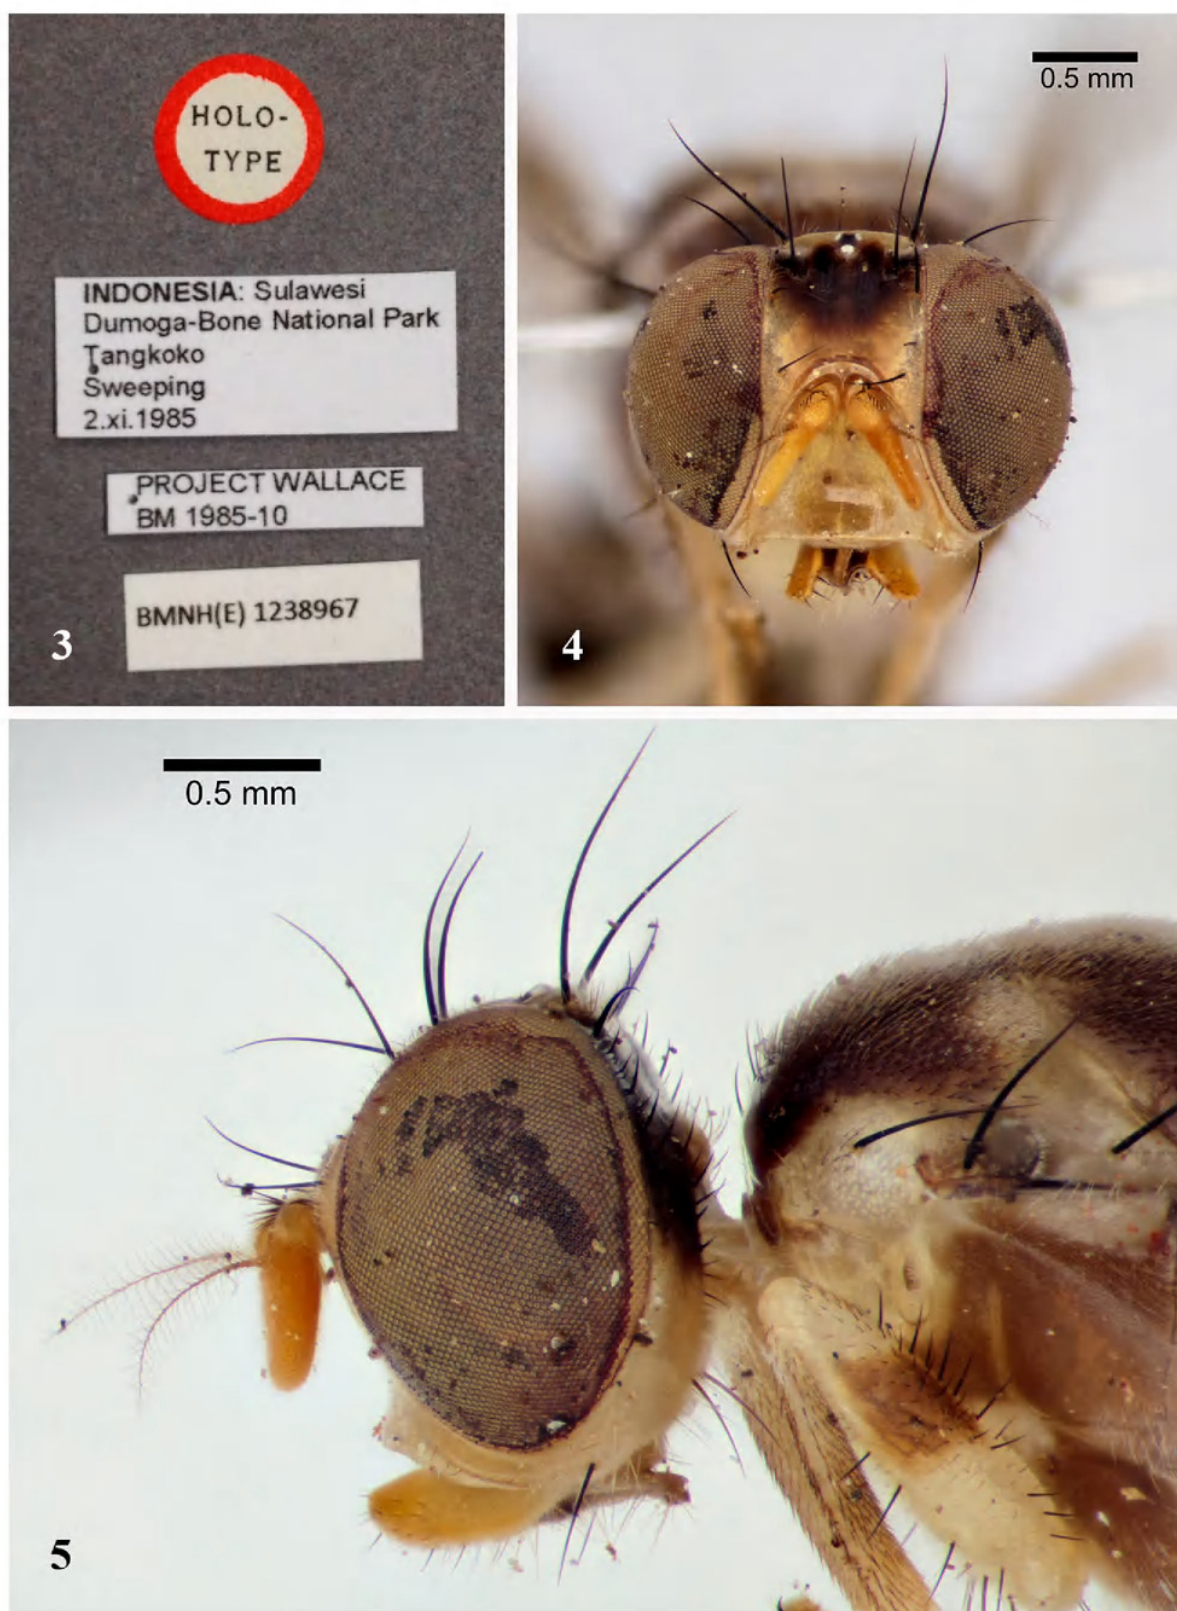 HOLO-
TYPE
INDONESIA: Sulawesi
Dumoga-Bone National Park
Tangkoko
Sweeping
2.xi.1985
PROJECT WALLACE
BM 1985-10
BMNH(E) 1238967
3
0.5 mm
4
0.5 mm
5